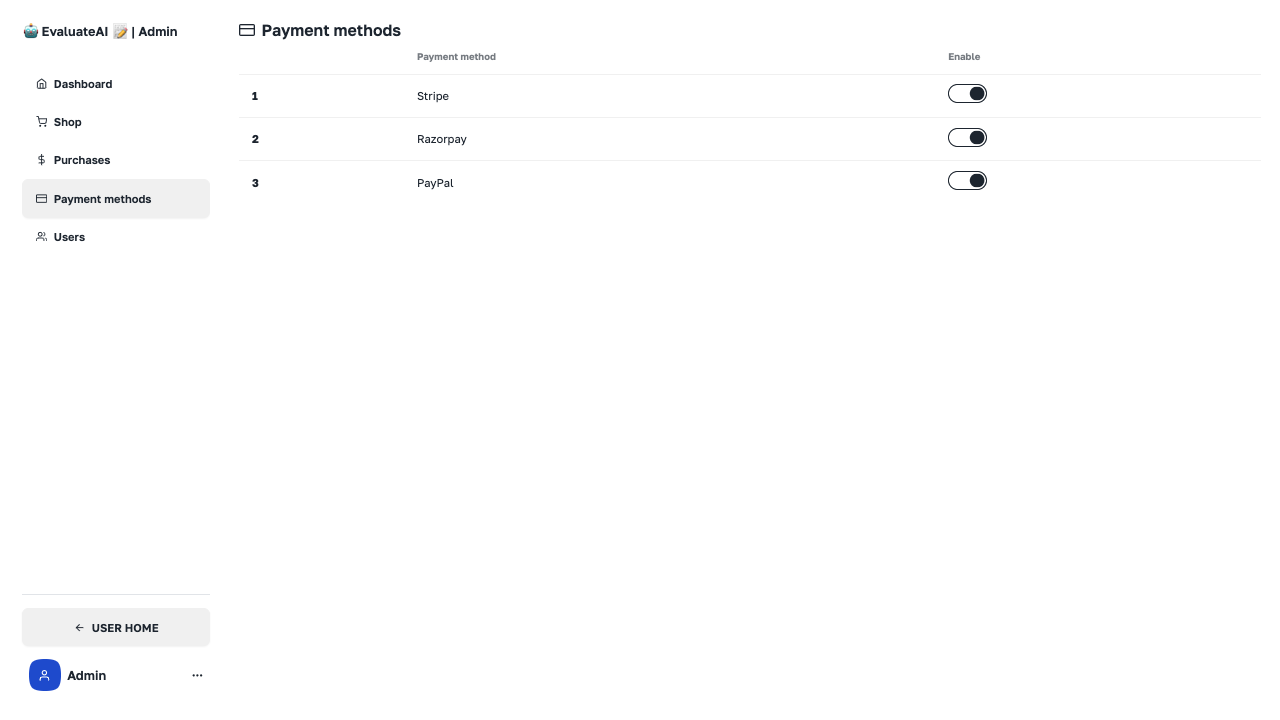 EvaluateAI 📝 | Admin
Dashboard
Shop
Purchases
Payment methods
Users
USER HOME
Admin
Payment methods
Payment method Enable
1 Stripe
2 Razorpay
3 PayPal